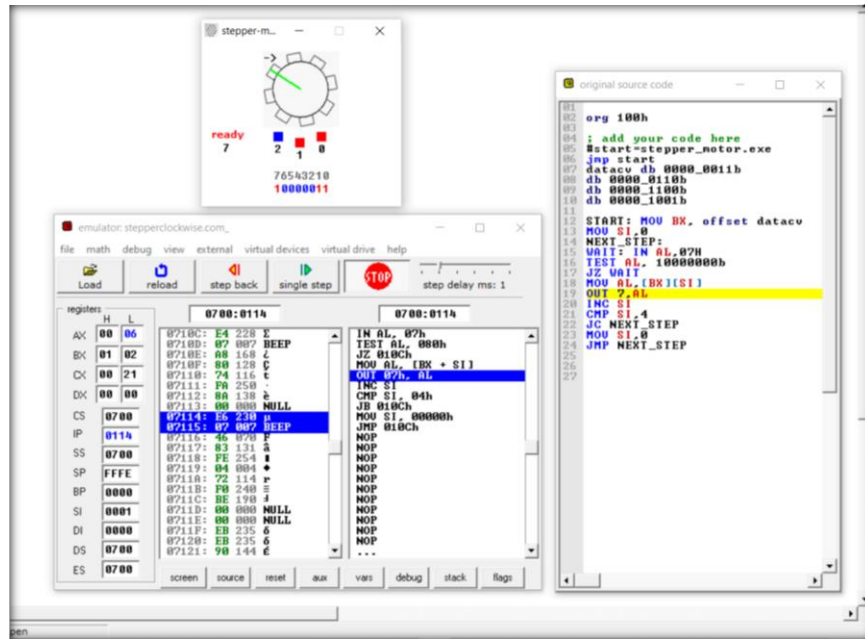 stepper-m...
->
ready
7
2 1 0
76543210
10000011
original source code
01
02 org 100h
03
04 ; add your code here
05 #start=stepper_motor.exe
06 jmp start
07 datacw db 0000_0011b
08 db 0000_0110b
09 db 0000_1100b
10 db 0000_1001b
11
12 START: MOV BX, offset datacw
13 MOV SI,0
14 NEXT_STEP:
15 WAIT: IN AL,07H
16 TEST AL, 10000000b
17 JZ WAIT
18 MOV AL,[BX][SI]
19 OUT 7,AL
20 INC SI
21 CMP SI,4
22 JC NEXT_STEP
23 MOV SI,0
24 JMP NEXT_STEP
25
26
27
emulator: stepperclockwise.com_
file math debug view external virtual devices virtual drive help
Load reload step back single step STOP step delay ms: 1
registers
H L
AX 00 06
BX 01 02
CX 00 21
DX 00 00
CS 0700
IP 0114
SS 0700
SP FFFE
BP 0000
SI 0001
DI 0000
DS 0700
ES 0700
0700:0114
0710C: E4 228 Σ
0710D: 07 007 BEEP
0710E: A8 168 ¿
0710F: 80 128 Ç
07110: 74 116 t
07111: FA 250 ·
07112: 8A 138 è
07113: 00 000 NULL
07114: E6 230 µ
07115: 07 007 BEEP
07116: 46 070 F
07117: 83 131 â
07118: FE 254 ■
07119: 04 004 ♦
0711A: 72 114 r
0711B: F0 240 ≡
0711C: BE 190 ╛
0711D: 00 000 NULL
0711E: 00 000 NULL
0711F: EB 235 δ
07120: EB 235 δ
07121: 90 144 É
0700:0114
IN AL, 07h
TEST AL, 080h
JZ 010Ch
MOV AL, [BX + SI]
OUT 07h, AL
INC SI
CMP SI, 04h
JB 010Ch
MOV SI, 00000h
JMP 010Ch
NOP
NOP
NOP
NOP
NOP
NOP
NOP
NOP
NOP
NOP
NOP
...
screen source reset aux vars debug stack flags
pen